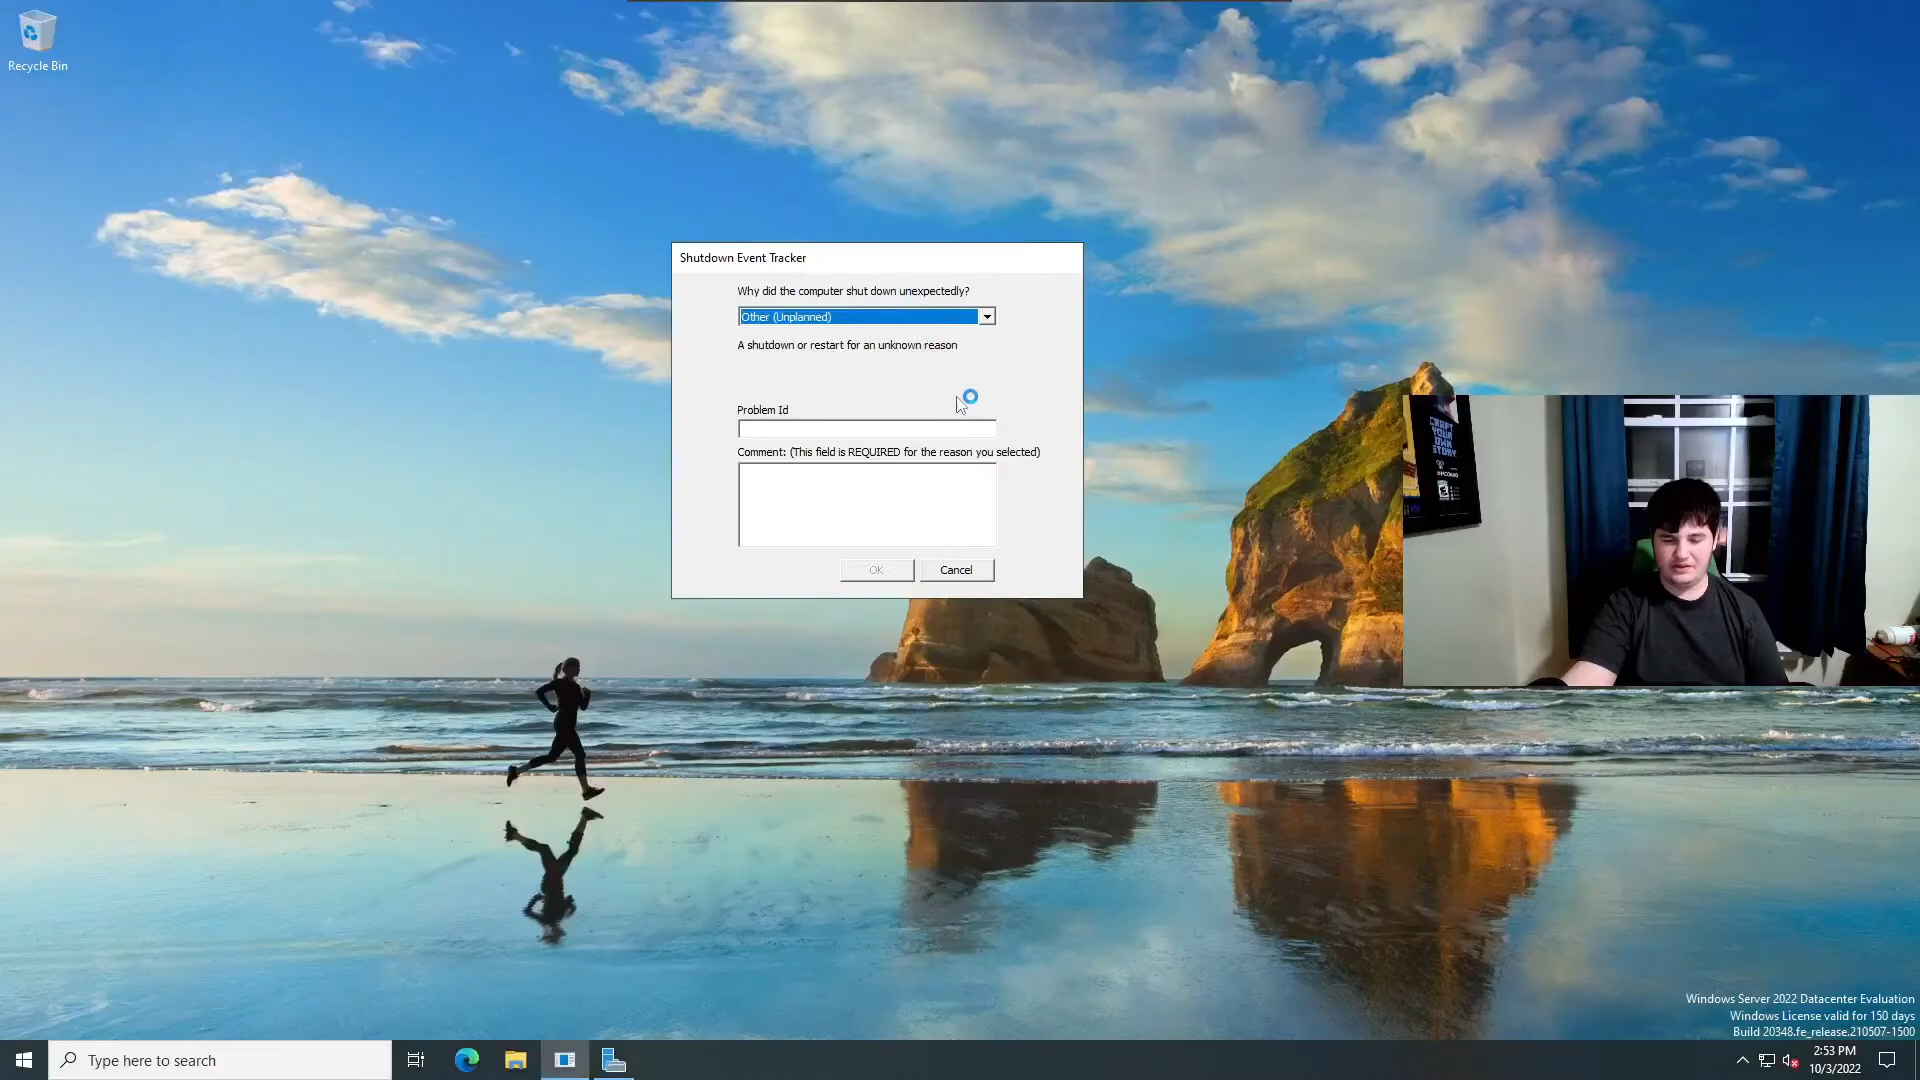 Recycle Bin
Shutdown Event Tracker
Why did the computer shut down unexpectedly?
Other (Unplanned)
A shutdown or restart for an unknown reason
Problem Id
Comment: (This field is REQUIRED for the reason you selected)
OK
Cancel
CRAFT
YOUR
OWN
STORY
Windows Server 2022 Datacenter Evaluation
Windows License valid for 150 days
Build 20348.fe_release.210507-1500
Type here to search
2:53 PM
10/3/2022